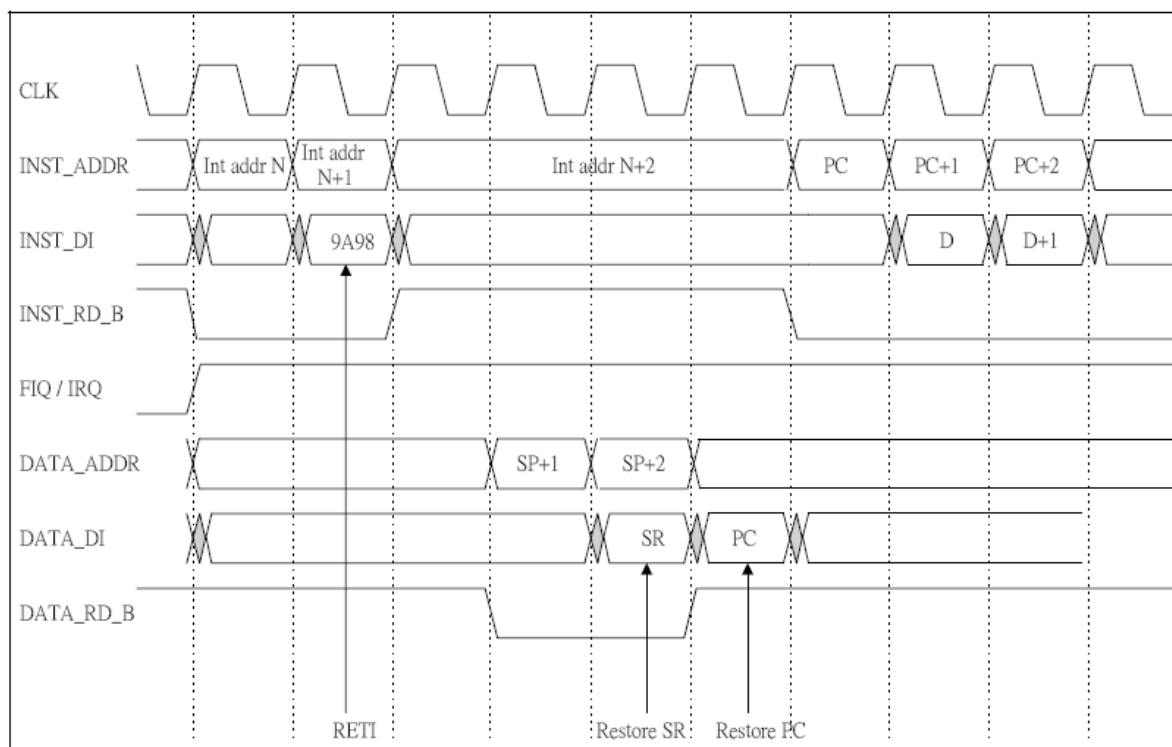 CLK
INST_ADDR Int addr N Int addr N+1 Int addr N+2 PC PC+1 PC+2
INST_DI 9A98 D D+1
INST_RD_B
FIQ / IRQ
DATA_ADDR SP+1 SP+2
DATA_DI SR PC
DATA_RD_B
RETI Restore SR Restore PC